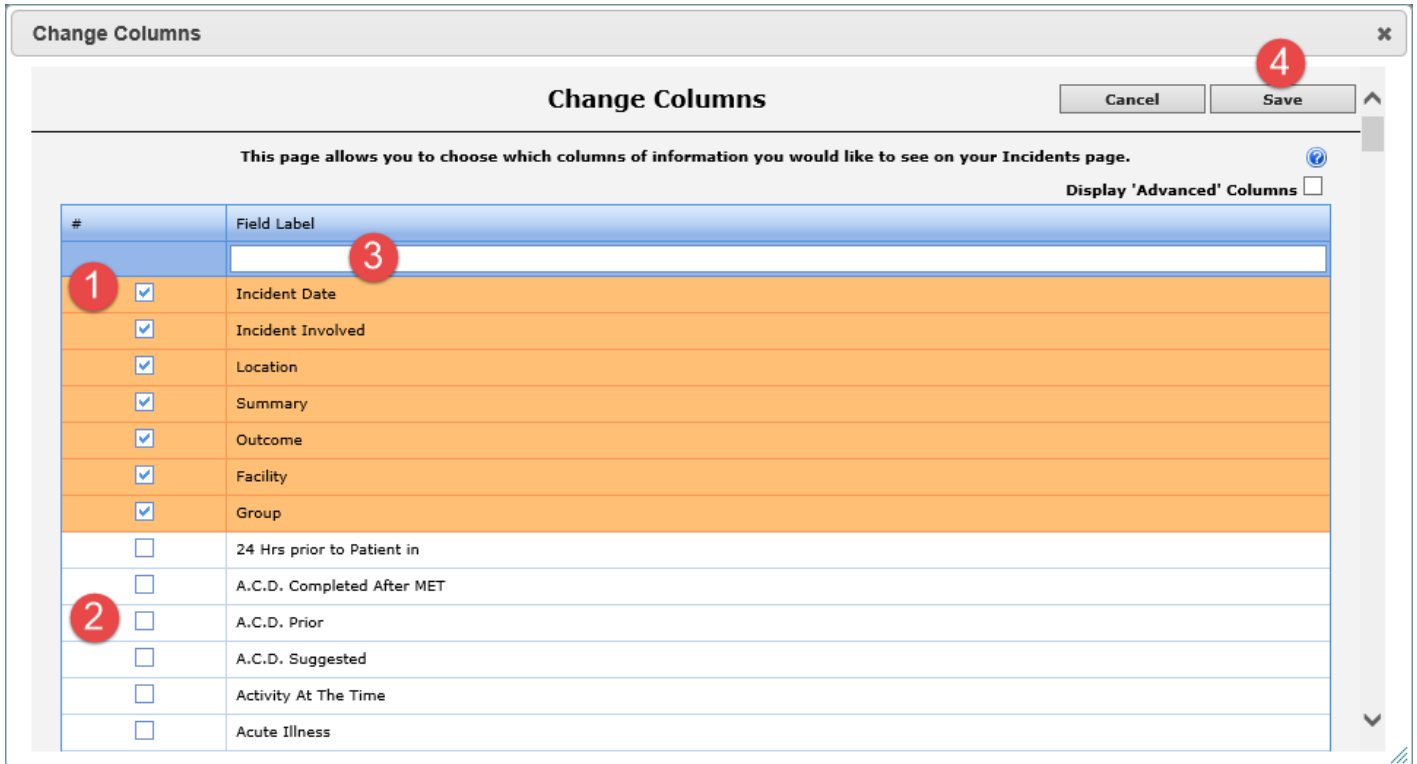 Change Columns
4
Change Columns
Cancel
Save
This page allows you to choose which columns of information you would like to see on your Incidents page.
Display 'Advanced' Columns
# Field Label
3
1
Incident Date
Incident Involved
Location
Summary
Outcome
Facility
Group
24 Hrs prior to Patient in
A.C.D. Completed After MET
2
A.C.D. Prior
A.C.D. Suggested
Activity At The Time
Acute Illness